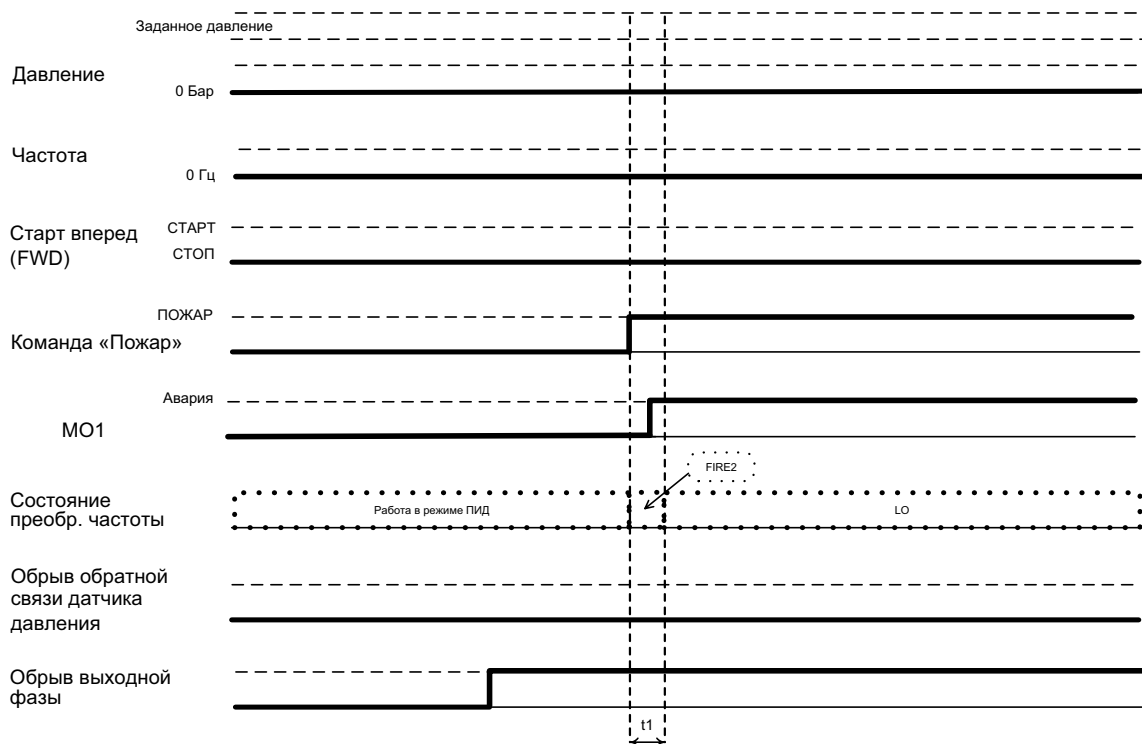 Заданное давление
Давление
0 Бар
Частота
0 Гц
Старт вперед
(FWD)
СТАРТ
СТОП
ПОЖАР
Команда «Пожар»
Авария
МО1
FIRE2
Состояние
преобр. частоты
Работа в режиме ПИД
LO
Обрыв обратной
связи датчика
давления
Обрыв выходной
фазы
t1